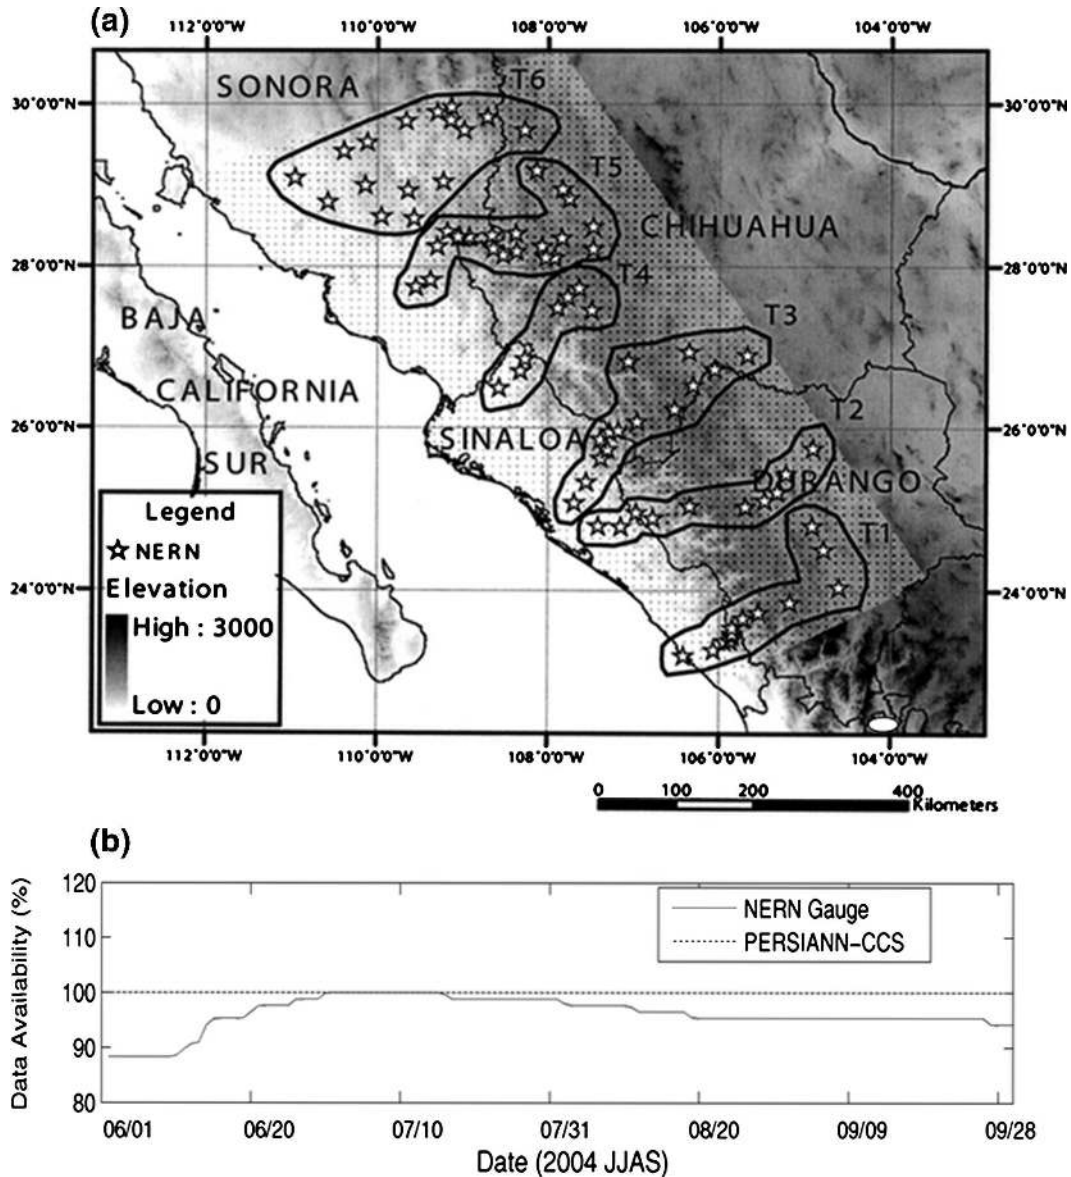 (a)
112°0'0"W 110°0'0"W 108°0'0"W 106°0'0"W 104°0'0"W
SONORA
T6
30°0'0"N 30°0'0"N
T5
CHIHUAHUA
28°0'0"N 28°0'0"N
T4
BAJA
T3
CALIFORNIA
T2
26°0'0"N 26°0'0"N
SINALOA
SUR
DURANGO
Legend
NERN
T1
Elevation
24°0'0"N 24°0'0"N
High : 3000
Low : 0
112°0'0"W 110°0'0"W 108°0'0"W 106°0'0"W 104°0'0"W
0 100 200 400
Kilometers
(b)
Data Availability (%)
120
110
100
90
80
NERN Gauge
PERSIANN-CCS
06/01 06/20 07/10 07/31 08/20 09/09 09/28
Date (2004 JJAS)